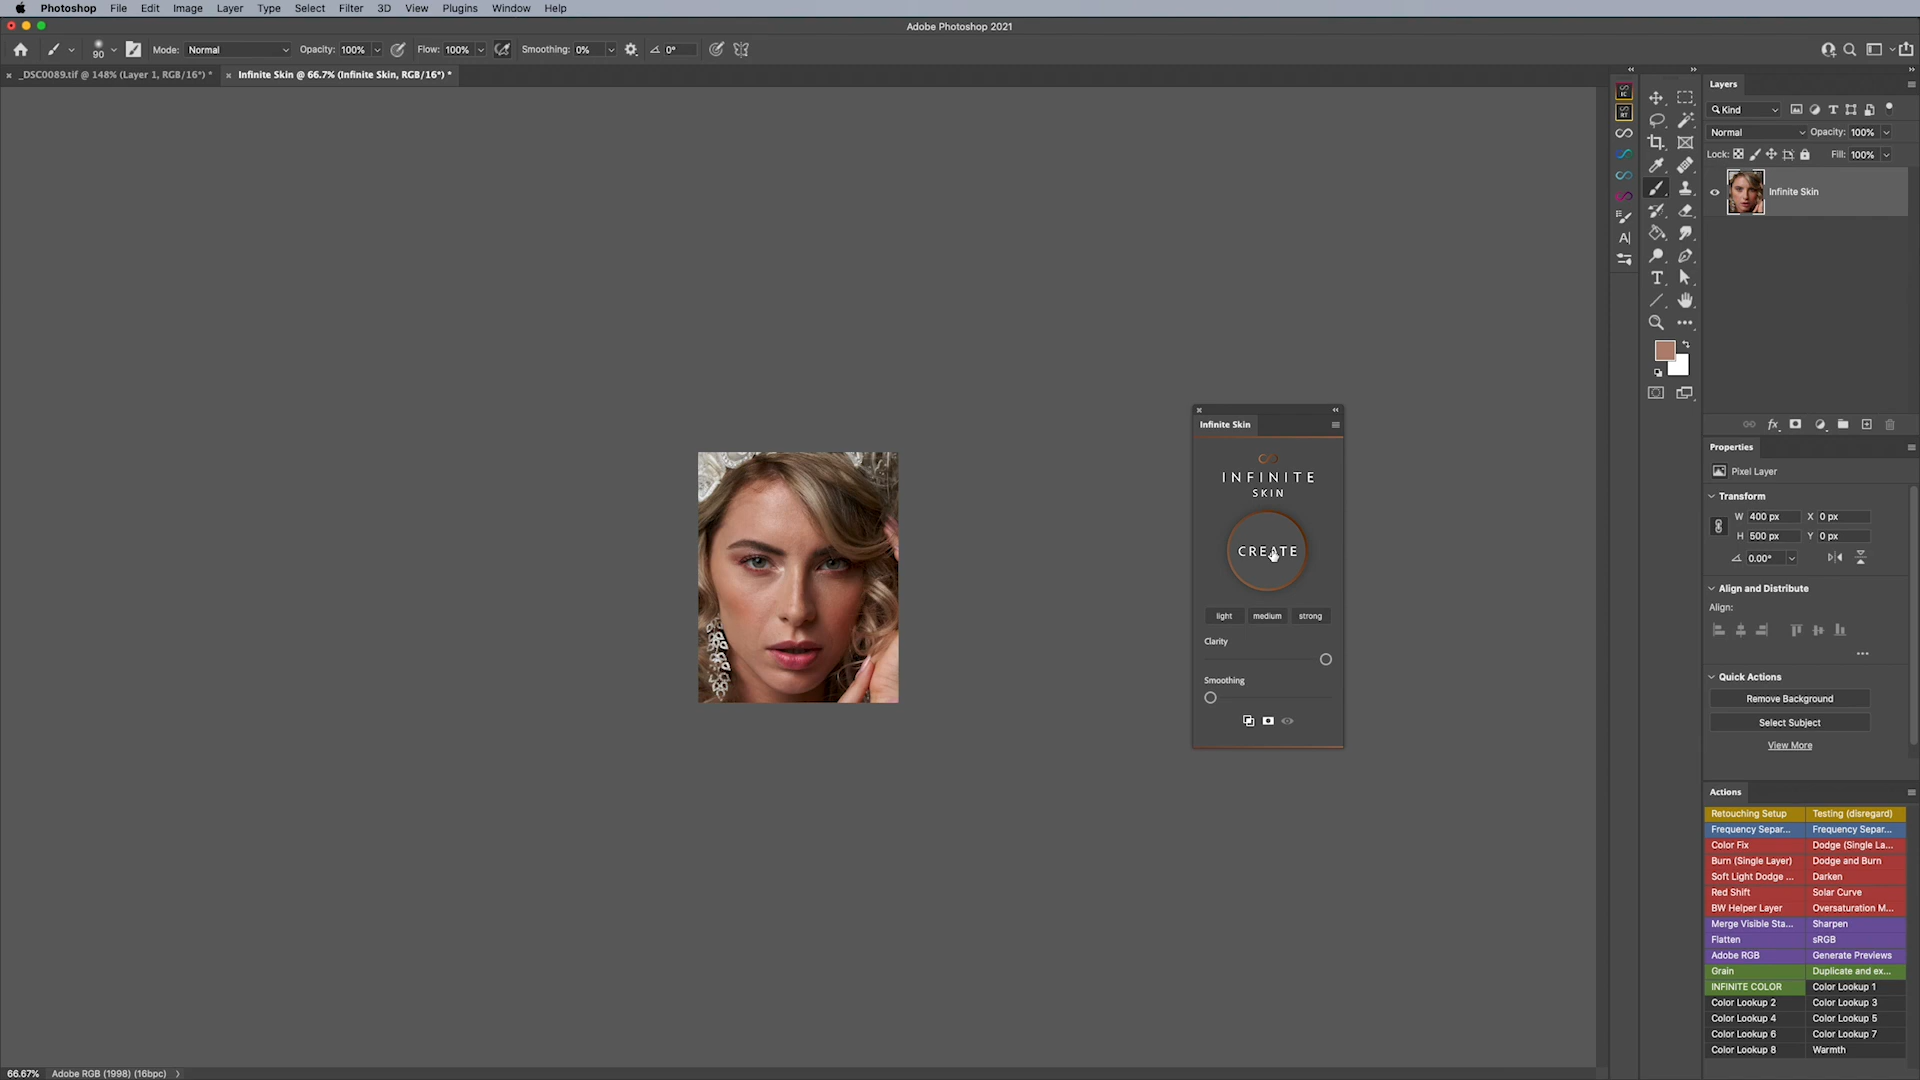 Photoshop File Edit Image Layer Type Select Filter 3D View Plugins Window Help
Adobe Photoshop 2021
90 Mode: Normal Opacity: 100% Flow: 100% Smoothing: 0% 0°
_DSC0089.tif @ 148% (Layer 1, RGB/16*) * Infinite Skin @ 66.7% (Infinite Skin, RGB/16*) *
Layers
Kind
Normal Opacity: 100%
Lock: Fill: 100%
Infinite Skin
Infinite Skin
INFINITE
SKIN
CREATE
light medium strong
Clarity
Smoothing
Properties
Pixel Layer
Transform
W 400 px X 0 px
H 500 px Y 0 px
0.00°
Align and Distribute
Align:
Quick Actions
Remove Background
Select Subject
View More
Actions
Retouching Setup Testing (disregard)
Frequency Separ... Frequency Separ...
Color Fix Dodge (Single La...
Burn (Single Layer) Dodge and Burn
Soft Light Dodge ... Darken
Red Shift Solar Curve
BW Helper Layer Oversaturation M...
Merge Visible Sta... Sharpen
Flatten sRGB
Adobe RGB Generate Previews
Grain Duplicate and ex...
INFINITE COLOR Color Lookup 1
Color Lookup 2 Color Lookup 3
Color Lookup 4 Color Lookup 5
Color Lookup 6 Color Lookup 7
Color Lookup 8 Warmth
66.67% Adobe RGB (1998) (16bpc)